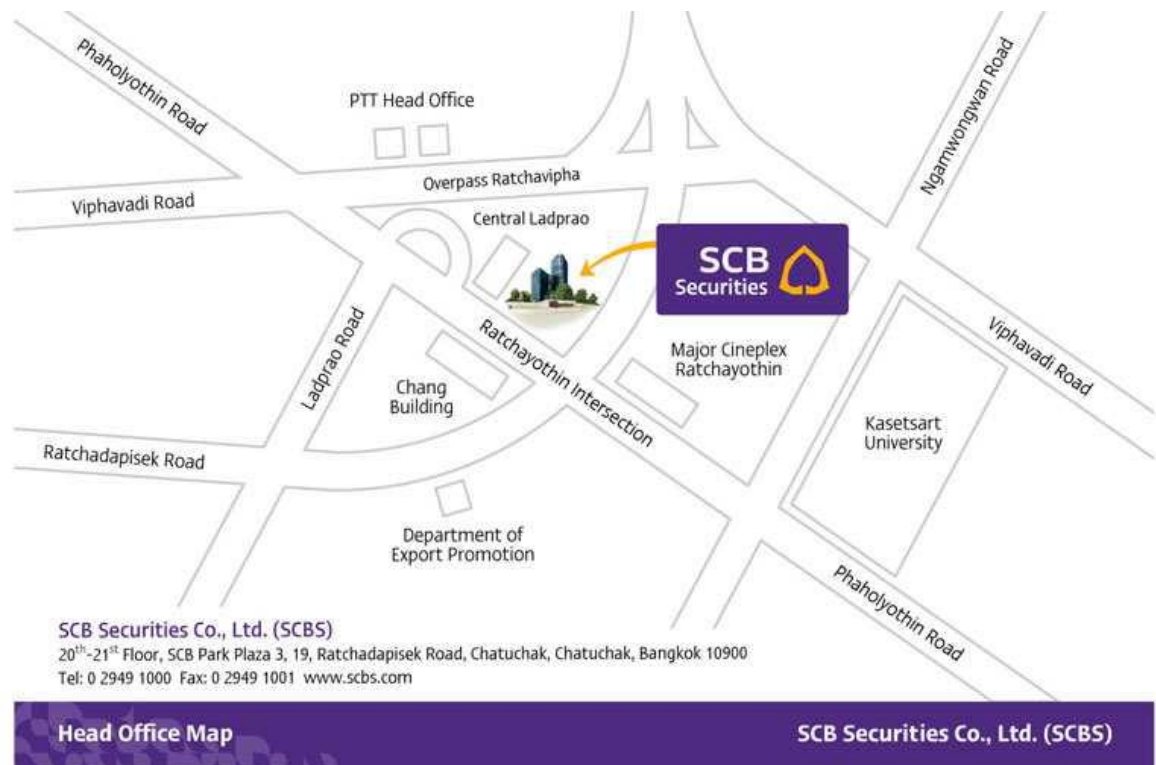 Phaholyothin Road
PTT Head Office
Ngamwongwan Road
Viphavadi Road
Overpass Ratchavipha
Central Ladprao
SCB
Securities
Ladprao Road
Ratchayothin Intersection
Major Cineplex
Ratchayothin
Viphavadi Road
Chang
Building
Kasetsart
University
Ratchadapisek Road
Department of
Export Promotion
Phaholyothin Road
SCB Securities Co., Ltd. (SCBS)
20th-21st Floor, SCB Park Plaza 3, 19, Ratchadapisek Road, Chatuchak, Chatuchak, Bangkok 10900
Tel: 0 2949 1000 Fax: 0 2949 1001 www.scbs.com
Head Office Map
SCB Securities Co., Ltd. (SCBS)